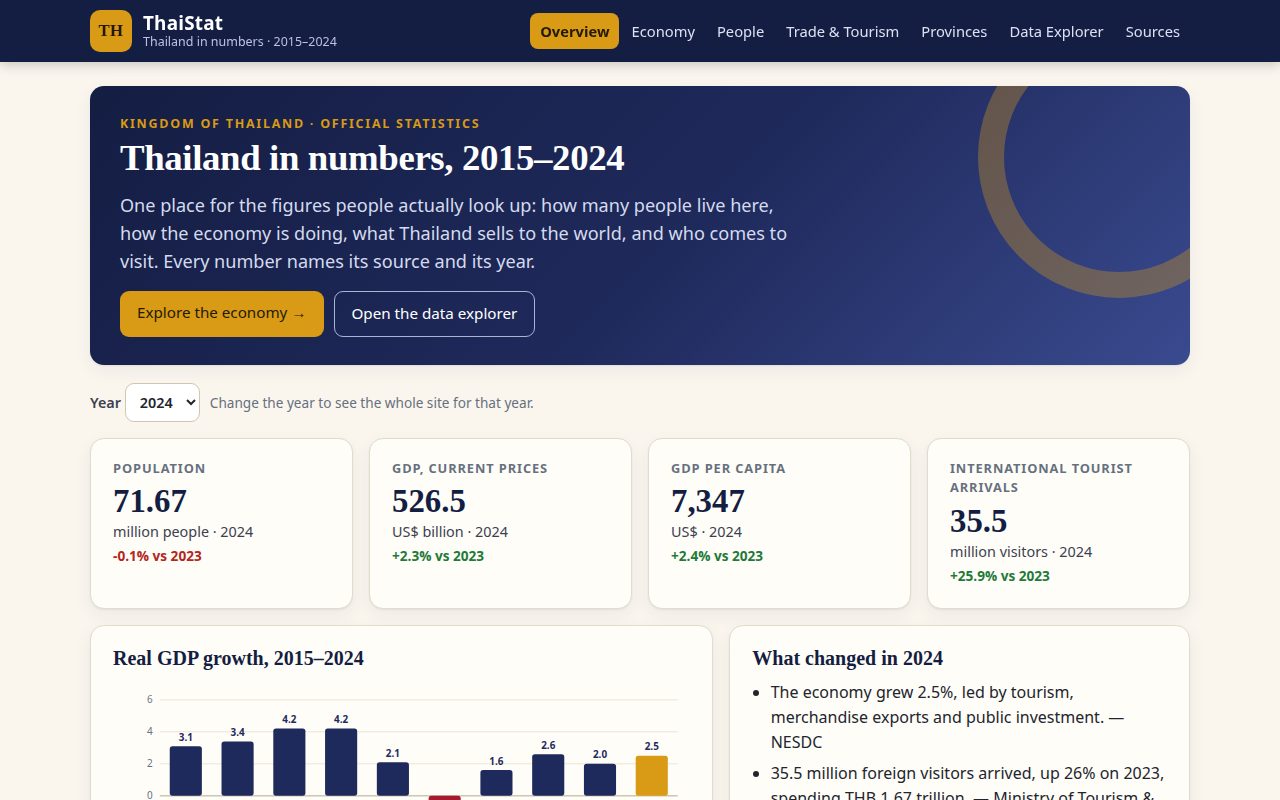 TH
ThaiStat
Thailand in numbers · 2015–2024
Overview Economy People Trade & Tourism Provinces Data Explorer Sources
KINGDOM OF THAILAND · OFFICIAL STATISTICS
Thailand in numbers, 2015–2024
One place for the figures people actually look up: how many people live here,
how the economy is doing, what Thailand sells to the world, and who comes to
visit. Every number names its source and its year.
Explore the economy →
Open the data explorer
Year 2024 Change the year to see the whole site for that year.
POPULATION
71.67
million people · 2024
-0.1% vs 2023
GDP, CURRENT PRICES
526.5
US$ billion · 2024
+2.3% vs 2023
GDP PER CAPITA
7,347
US$ · 2024
+2.4% vs 2023
INTERNATIONAL TOURIST
ARRIVALS
35.5
million visitors · 2024
+25.9% vs 2023
Real GDP growth, 2015–2024
6
4
2
0
3.1
3.4
4.2
4.2
2.1
1.6
2.6
2.0
2.5
What changed in 2024
The economy grew 2.5%, led by tourism,
merchandise exports and public investment. —
NESDC
35.5 million foreign visitors arrived, up 26% on 2023,
spending THB 1.67 trillion. — Ministry of Tourism &